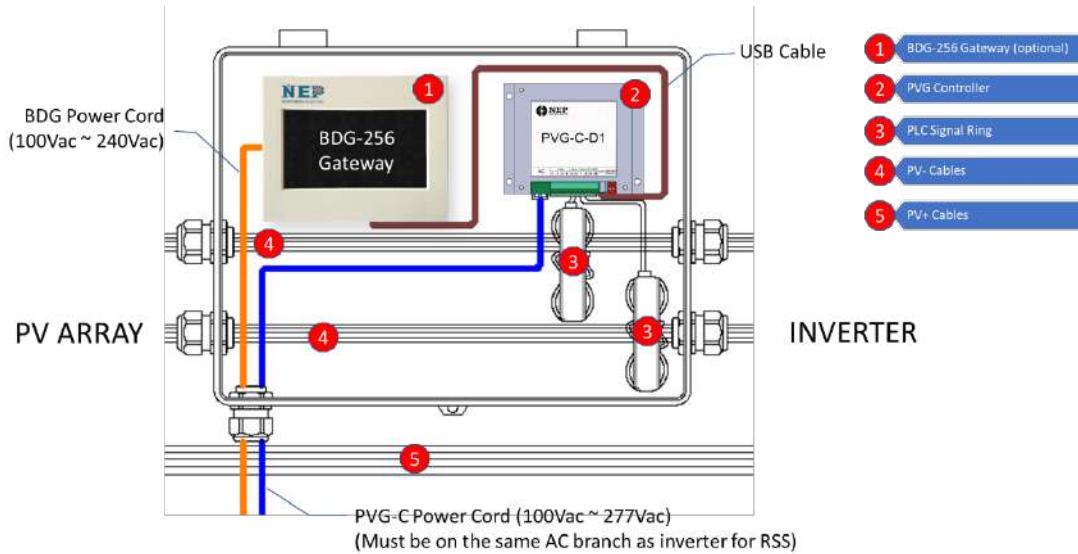 USB Cable
1 BDG-256 Gateway (optional)
2 PVG Controller
3 PLC Signal Ring
4 PV- Cables
5 PV+ Cables
BDG Power Cord
(100Vac ~ 240Vac)
NEP
1
BDG-256
Gateway
2
NEP
PVG-C-D1
AC
4
3
PV ARRAY
4
3
INVERTER
5
PVG-C Power Cord (100Vac ~ 277Vac)
(Must be on the same AC branch as inverter for RSS)